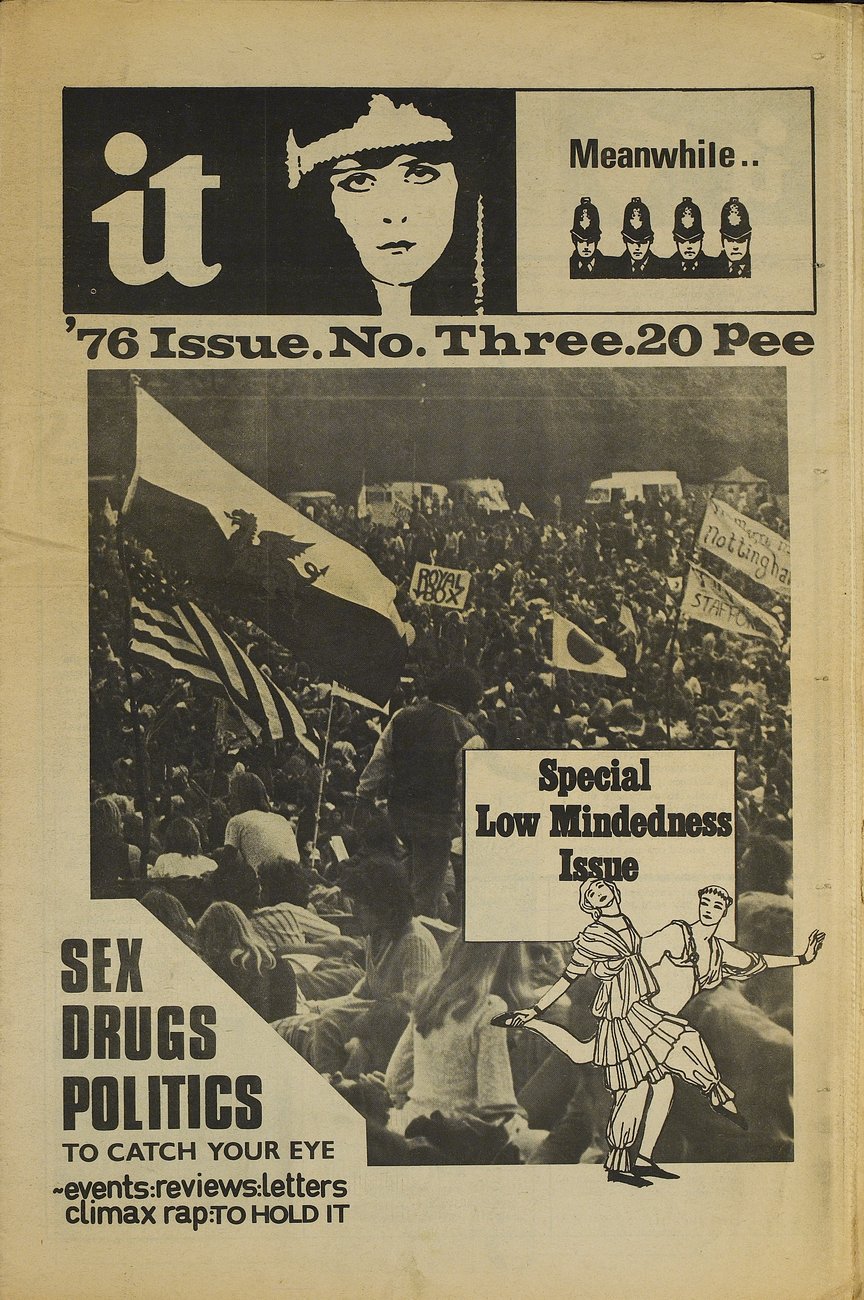 it
Meanwhile..
'76 Issue.No.Three.20 Pee
ROYAL
BOX
STAFFO
Special
Low Mindedness
Issue
SEX
DRUGS
POLITICS
TO CATCH YOUR EYE
~events:reviews:letters
climax rap:TO HOLD IT